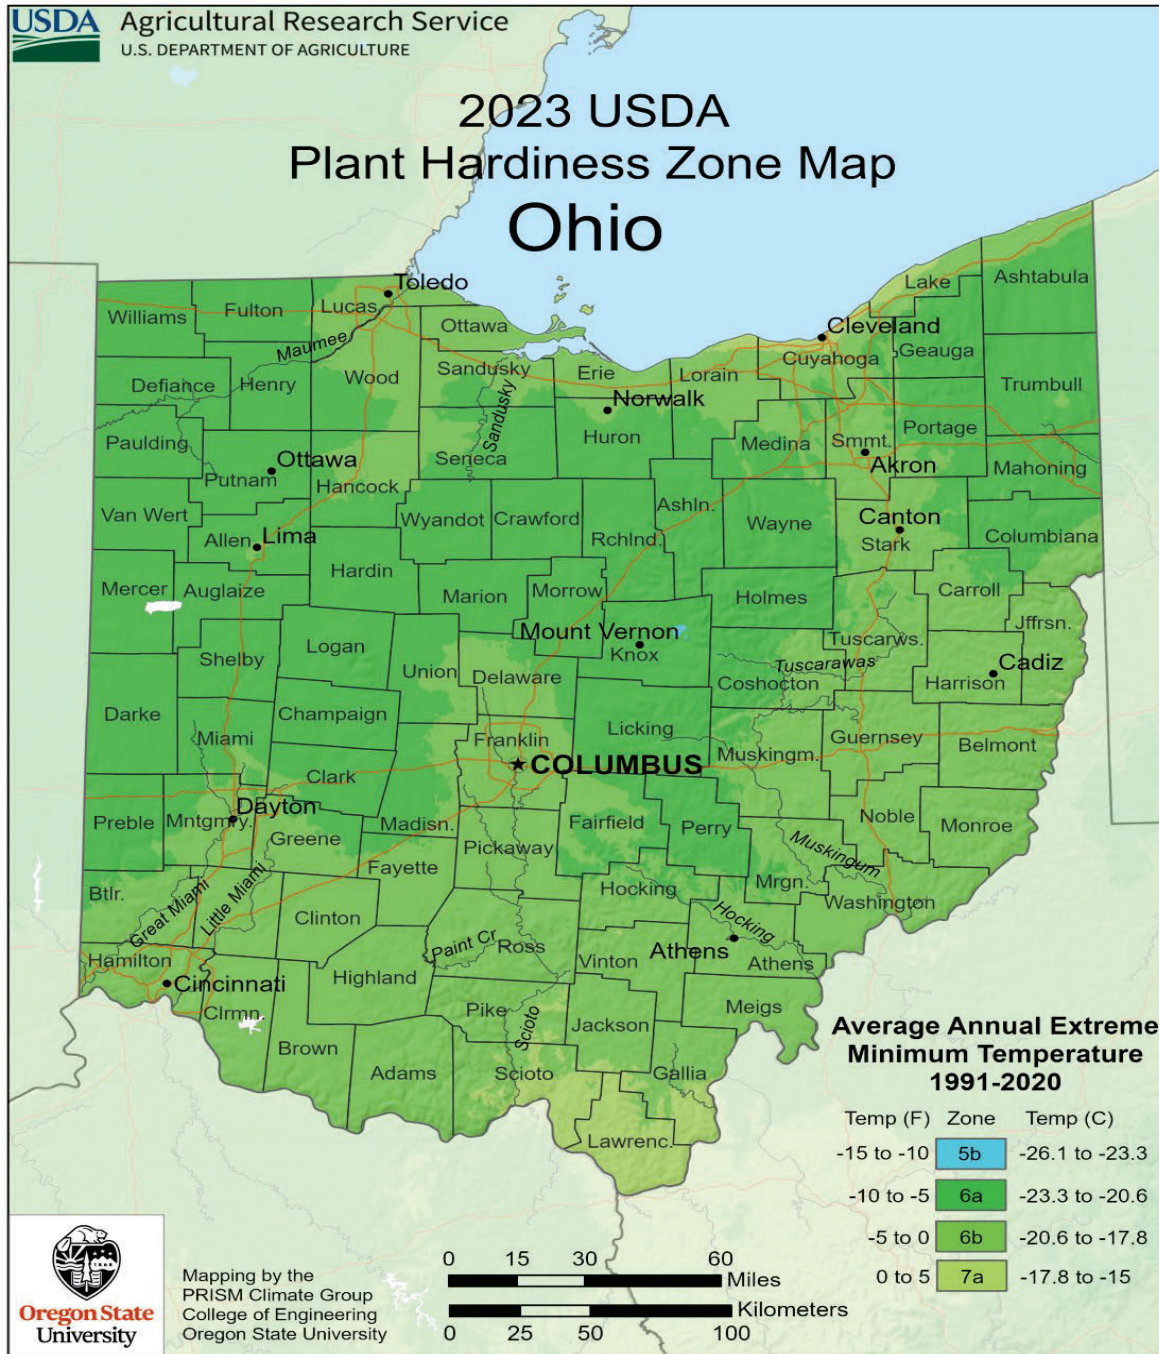 USDA Agricultural Research Service
U.S. DEPARTMENT OF AGRICULTURE
2023 USDA
Plant Hardiness Zone Map
Ohio
Toledo
Lake
Ashtabula
Williams
Fulton
Lucas
Ottawa
Cleveland
Maumee
Cuyahoga
Geauga
Defiance
Henry
Wood
Sandusky
Erie
Lorain
Trumbull
Sandusky
Norwalk
Paulding
Huron
Medina
Smmt.
Portage
Ottawa
Seneca
Akron
Mahoning
Putnam
Hancock
Van Wert
Wyandot
Crawford
Ashln.
Wayne
Canton
Allen
Lima
Rchlnd.
Stark
Columbiana
Mercer
Auglaize
Hardin
Marion
Morrow
Holmes
Carroll
Jffrsn.
Mount Vernon
Logan
Knox
Tuscarws.
Shelby
Union
Delaware
Tuscarawas
Cadiz
Coshocton
Harrison
Darke
Champaign
Licking
Miami
Franklin
Muskingm.
Guernsey
Belmont
COLUMBUS
Clark
Dayton
Preble
Mntgmry.
Madisn.
Fairfield
Perry
Noble
Monroe
Greene
Pickaway
Muskingum
Fayette
Hocking
Mrgn.
Btlr.
Great Miami
Little Miami
Clinton
Washington
Hocking
Paint Cr
Ross
Athens
Hamilton
Highland
Vinton
Athens
Cincinnati
Clrmn.
Pike
Scioto
Jackson
Meigs
Brown
Adams
Scioto
Gallia
Lawrenc.
Average Annual Extreme
Minimum Temperature
1991-2020
Temp (F) Zone Temp (C)
-15 to -10 5b -26.1 to -23.3
-10 to -5 6a -23.3 to -20.6
-5 to 0 6b -20.6 to -17.8
0 to 5 7a -17.8 to -15
Oregon State
University
Mapping by the
PRISM Climate Group
College of Engineering
Oregon State University
0 15 30 60
Miles
Kilometers
0 25 50 100